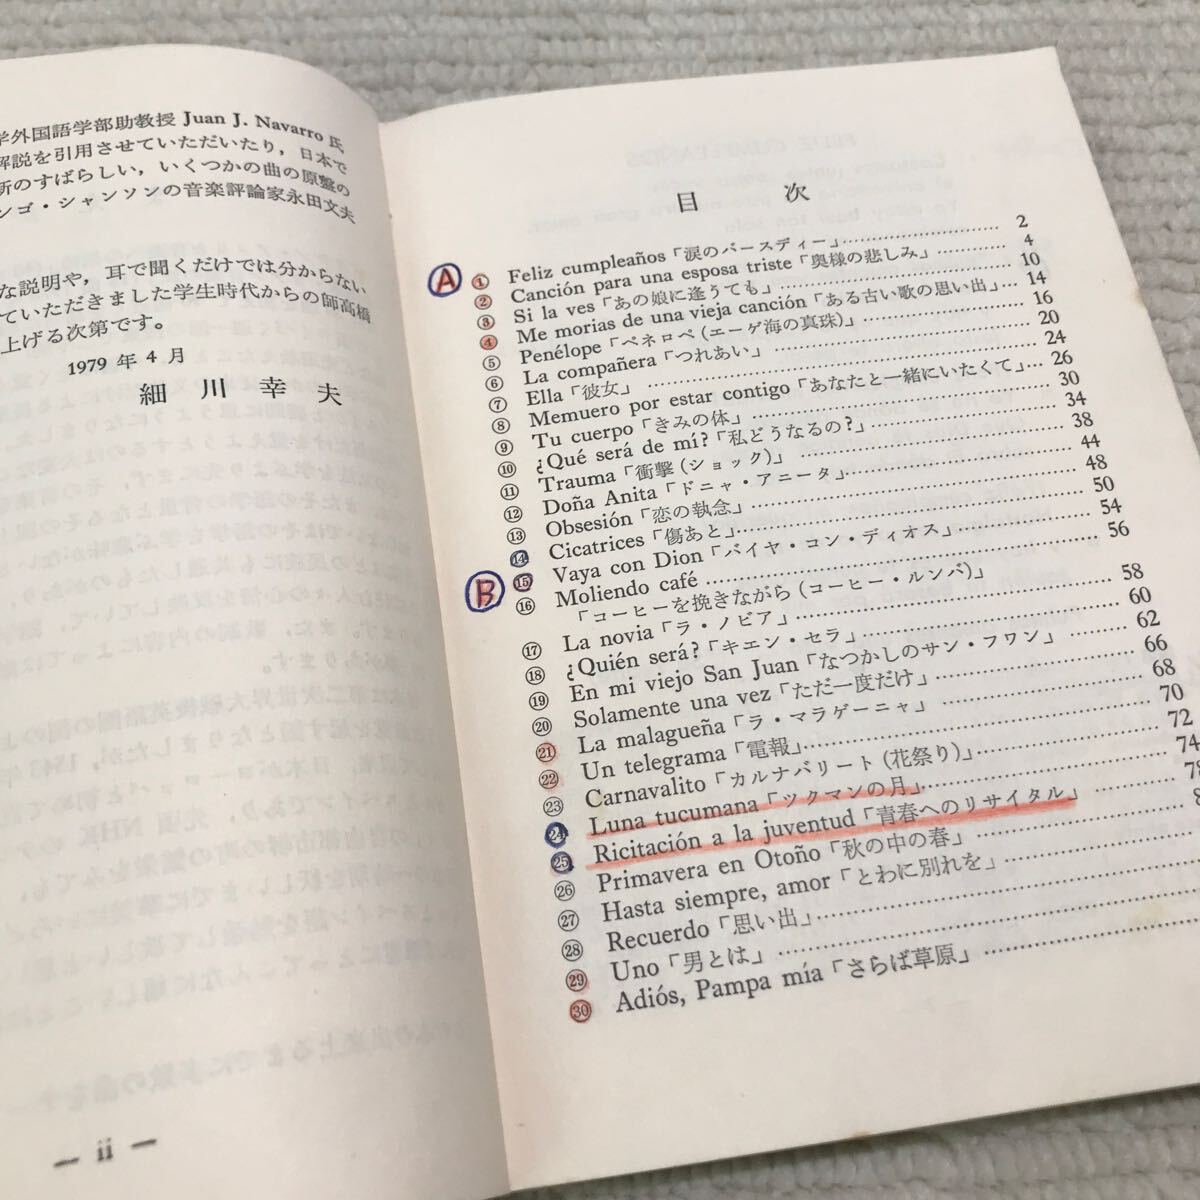 学外国語学部助教授 Juan J. Navarro 氏
解説を引用させていただいたり，日本で
新のすばらしい，いくつかの曲の原盤の
ンゴ・シャンソンの音楽評論家永田文夫
な説明や，耳で聞くだけでは分からない
ていただきました学生時代からの師高橋
上げる次第です。
1979 年 4 月
細 川 幸 夫
— ii —
目 次
Ⓐ ① Feliz cumpleaños「涙のバースディー」 2
② Canción para una esposa triste「奥様の悲しみ」 4
③ Si la ves「あの娘に逢うても」 10
④ Me morias de una vieja canción「ある古い歌の思い出」 14
⑤ Penélope「ペネロペ(エーゲ海の真珠)」 16
⑥ La compañera「つれあい」 20
⑦ Ella「彼女」 24
⑧ Memuero por estar contigo「あなたと一緒にいたくて」 26
⑨ Tu cuerpo「きみの体」 30
⑩ ¿Qué será de mí?「私どうなるの?」 34
⑪ Trauma「衝撃(ショック)」 38
⑫ Doña Anita「ドニャ・アニータ」 44
⑬ Obsesión「恋の執念」 48
⑭ Cicatrices「傷あと」 50
Ⓑ ⑮ Vaya con Dion「バイヤ・コン・ディオス」 54
⑯ Moliendo café 56
「コーヒーを挽きながら(コーヒー・ルンバ)」
⑰ La novia「ラ・ノビア」 58
⑱ ¿Quién será?「キエン・セラ」 60
⑲ En mi viejo San Juan「なつかしのサン・フワン」 62
⑳ Solamente una vez「ただ一度だけ」 66
㉑ La malagueña「ラ・マラゲーニャ」 68
㉒ Un telegrama「電報」 70
㉓ Carnavalito「カルナバリート(花祭り)」 72
㉔ Luna tucumana「ツクマンの月」 74
㉕ Ricitación a la juventud「青春へのリサイタル」 78
㉖ Primavera en Otoño「秋の中の春」 8
㉗ Hasta siempre, amor「とわに別れを」
㉘ Recuerdo「思い出」
㉙ Uno「男とは」
㉚ Adiós, Pampa mía「さらば草原」